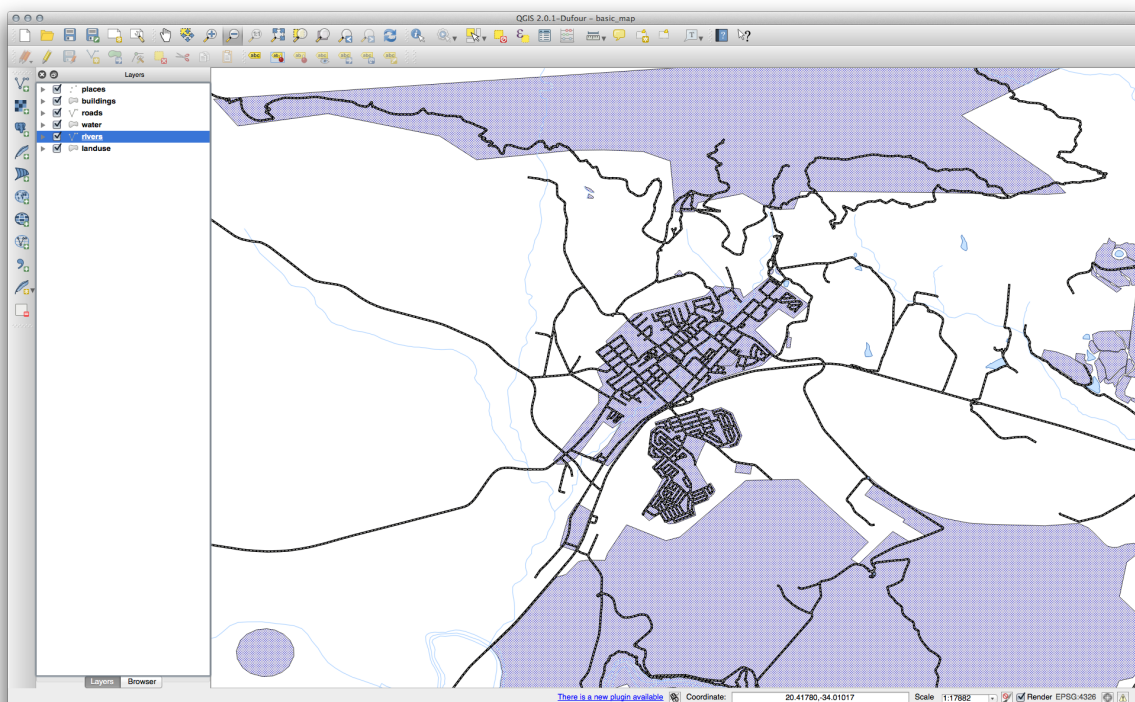 QGIS 2.0.1-Dufour - basic_map
Layers
places
buildings
roads
water
rivers
landuse
Layers Browser
There is a new plugin available Coordinate: 20.41780,-34.01017 Scale 1:17882 Render EPSG:4326